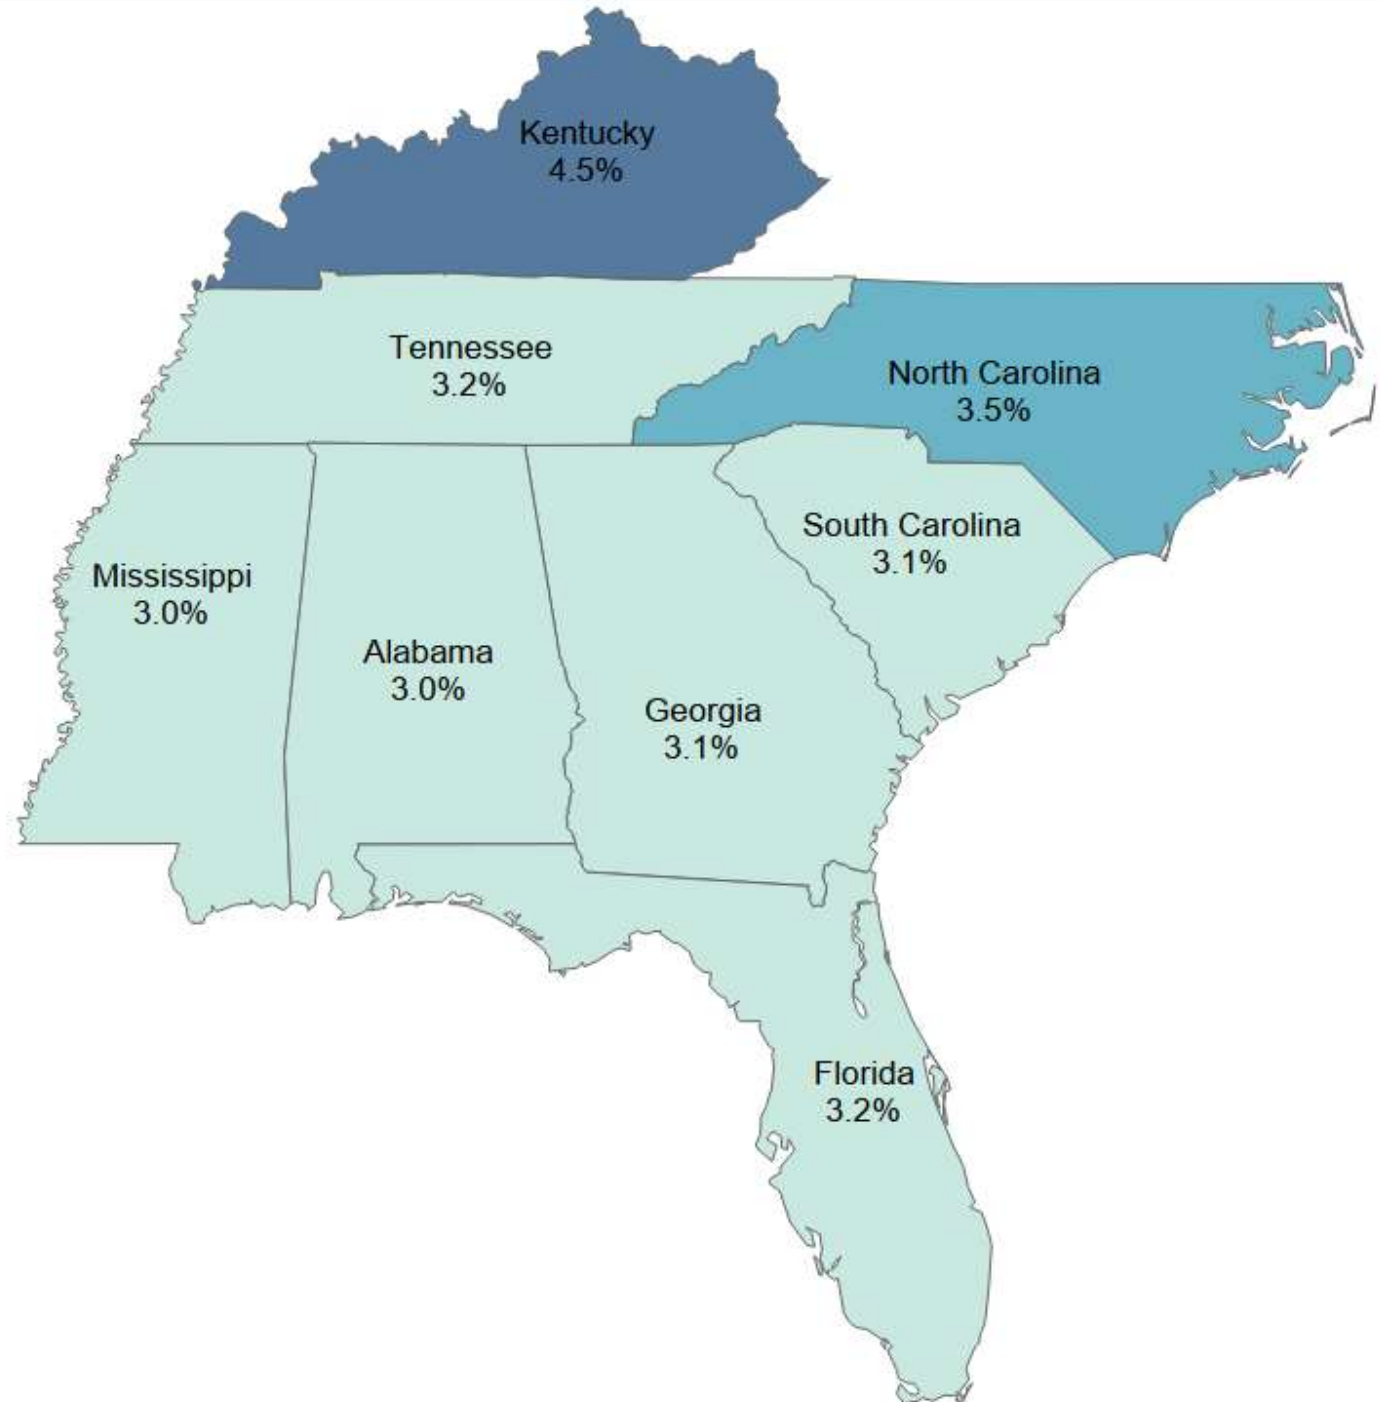 Kentucky
4.5%
Tennessee
3.2%
North Carolina
3.5%
South Carolina
3.1%
Mississippi
3.0%
Alabama
3.0%
Georgia
3.1%
Florida
3.2%